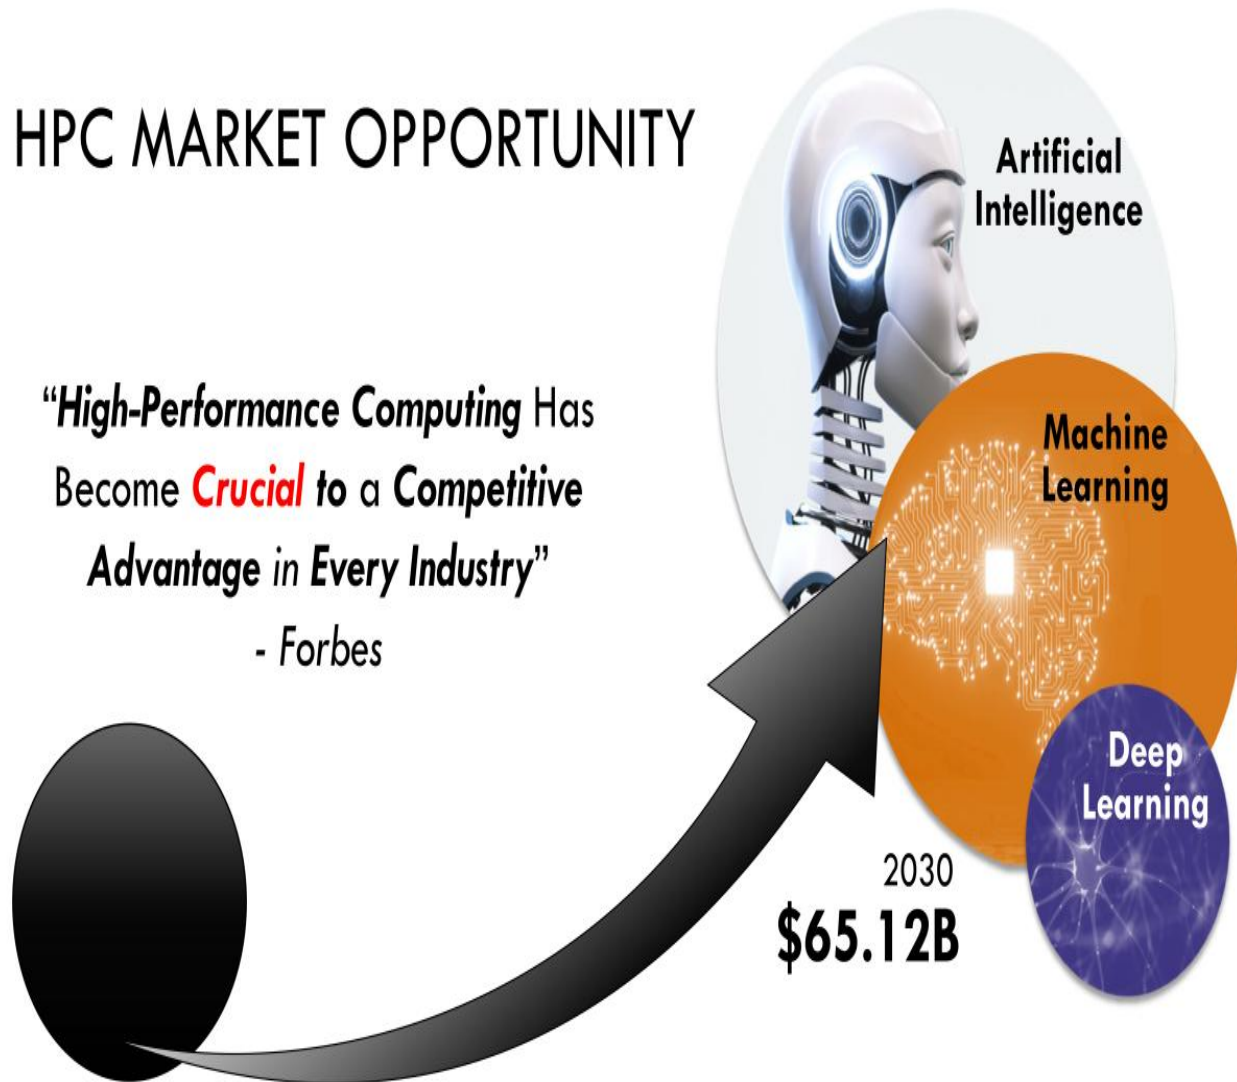 HPC MARKET OPPORTUNITY
Artificial
Intelligence
“High-Performance Computing Has
Become Crucial to a Competitive
Advantage in Every Industry”
- Forbes
Machine
Learning
Deep
Learning
2030
$65.12B